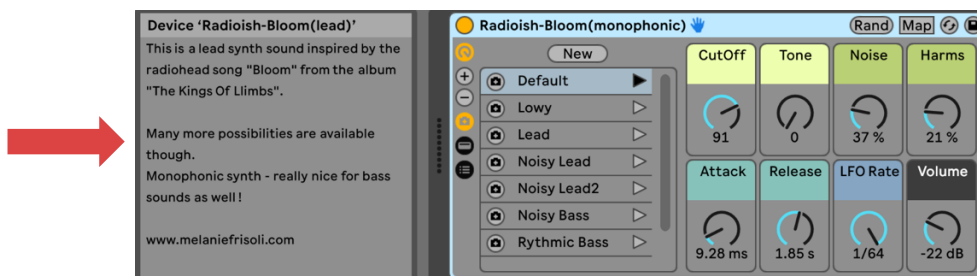 Device ‘Radioish-Bloom(lead)’
This is a lead synth sound inspired by the
radiohead song "Bloom" from the album
"The Kings Of Llimbs".
Many more possibilities are available
though.
Monophonic synth - really nice for bass
sounds as well !
www.melaniefrisoli.com
Radioish-Bloom(monophonic)
Rand
Map
New
Default
Lowy
Lead
Noisy Lead
Noisy Lead2
Noisy Bass
Rythmic Bass
CutOff
Tone
Noise
Harms
91
0
37 %
21 %
Attack
Release
LFO Rate
Volume
9.28 ms
1.85 s
1/64
-22 dB